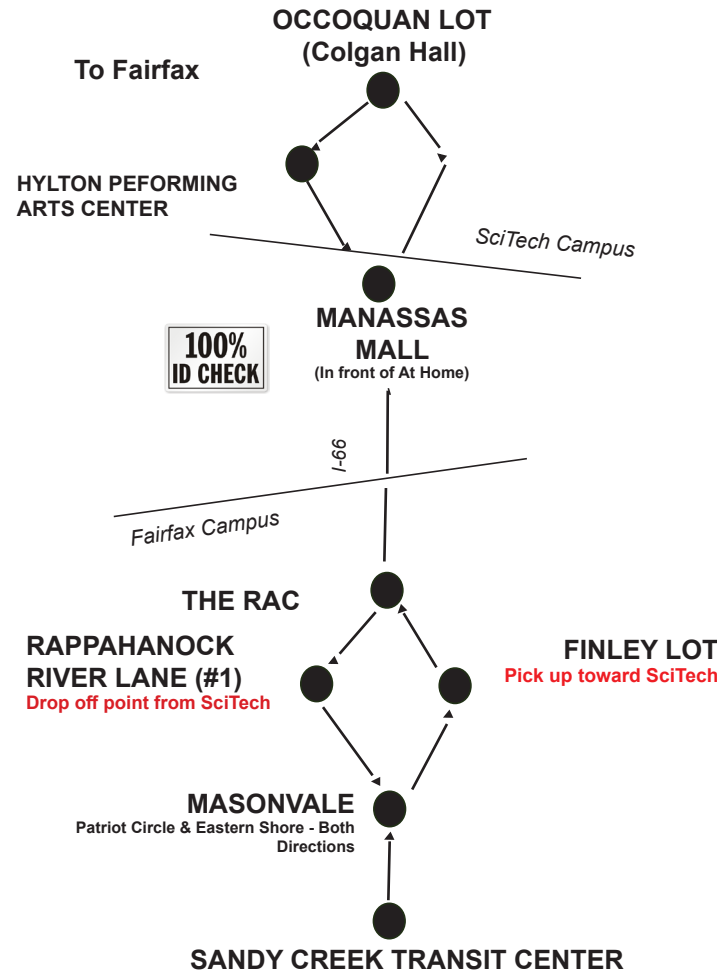 OCCOQUAN LOT
(Colgan Hall)
To Fairfax
HYLTON PEFORMING
ARTS CENTER
SciTech Campus
MANASSAS
MALL
(In front of At Home)
100%
ID CHECK
I-66
Fairfax Campus
THE RAC
RAPPAHANOCK
RIVER LANE (#1)
Drop off point from SciTech
FINLEY LOT
Pick up toward SciTech
MASONVALE
Patriot Circle & Eastern Shore - Both
Directions
SANDY CREEK TRANSIT CENTER